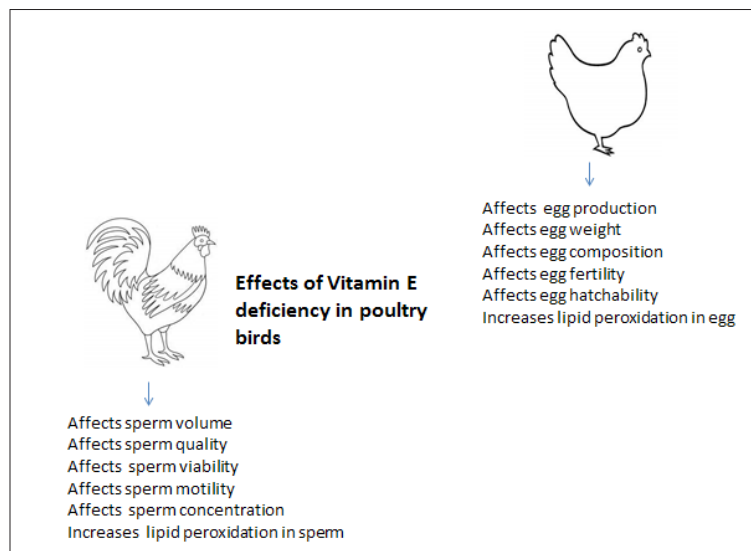 Affects egg production
Affects egg weight
Affects egg composition
Affects egg fertility
Affects egg hatchability
Increases lipid peroxidation in egg
Effects of Vitamin E
deficiency in poultry
birds
Affects sperm volume
Affects sperm quality
Affects sperm viability
Affects sperm motility
Affects sperm concentration
Increases lipid peroxidation in sperm